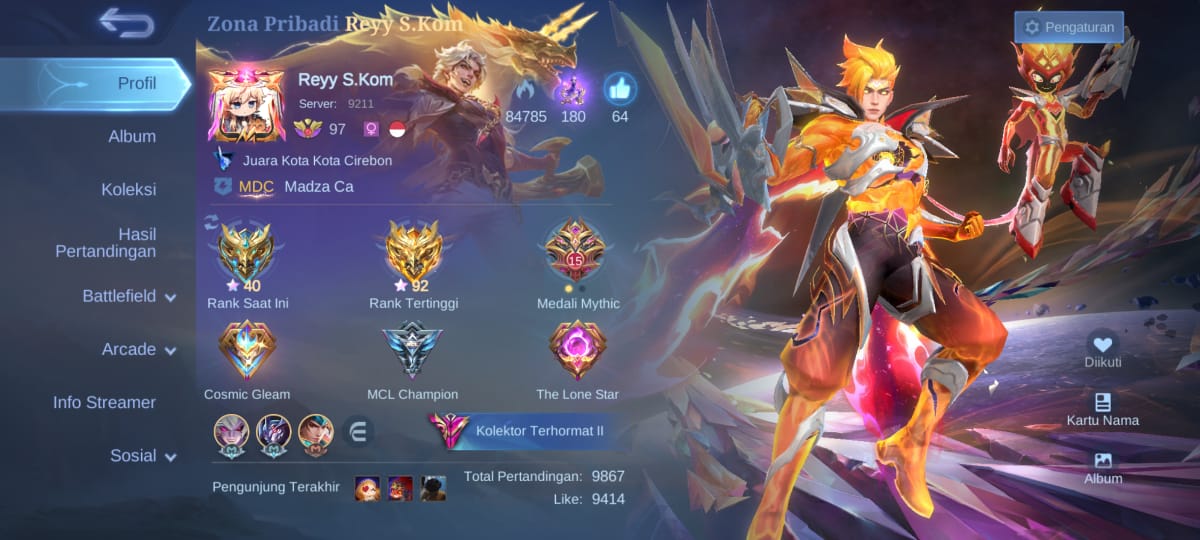 Zona Pribadi Reyy S.Kom
Pengaturan
Profil
Album
Koleksi
Hasil
Pertandingan
Battlefield
Arcade
Info Streamer
Sosial
Reyy S.Kom
Server: 9211
97
84785
180
64
Juara Kota Kota Cirebon
MDC Madza Ca
40
Rank Saat Ini
92
Rank Tertinggi
15
Medali Mythic
Cosmic Gleam
MCL Champion
The Lone Star
Kolektor Terhormat II
Pengunjung Terakhir
Total Pertandingan: 9867
Like: 9414
Diikuti
Kartu Nama
Album